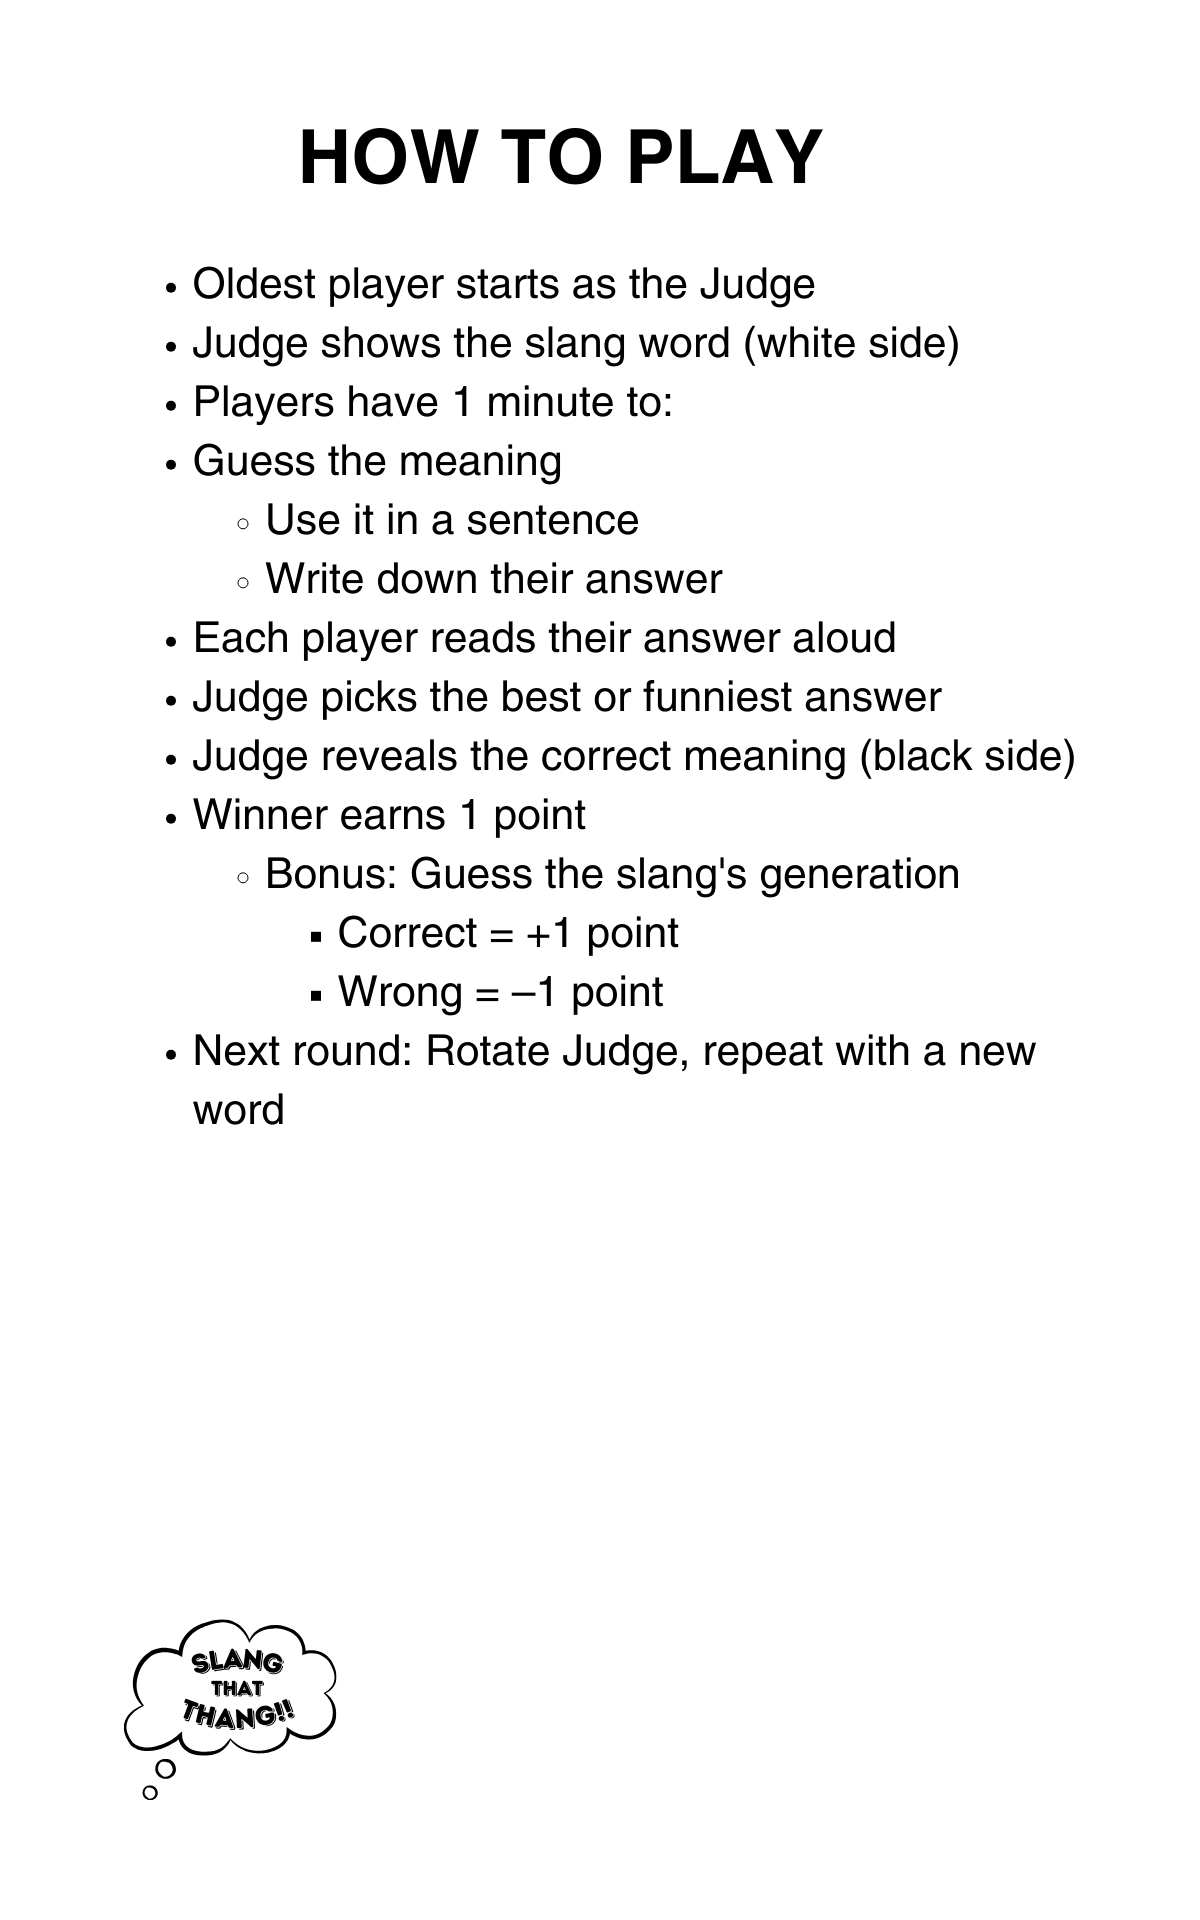 HOW TO PLAY
• Oldest player starts as the Judge
• Judge shows the slang word (white side)
• Players have 1 minute to:
• Guess the meaning
◦ Use it in a sentence
◦ Write down their answer
• Each player reads their answer aloud
• Judge picks the best or funniest answer
• Judge reveals the correct meaning (black side)
• Winner earns 1 point
◦ Bonus: Guess the slang's generation
▪ Correct = +1 point
▪ Wrong = –1 point
• Next round: Rotate Judge, repeat with a new
word
SLANG
THAT
THANG!!